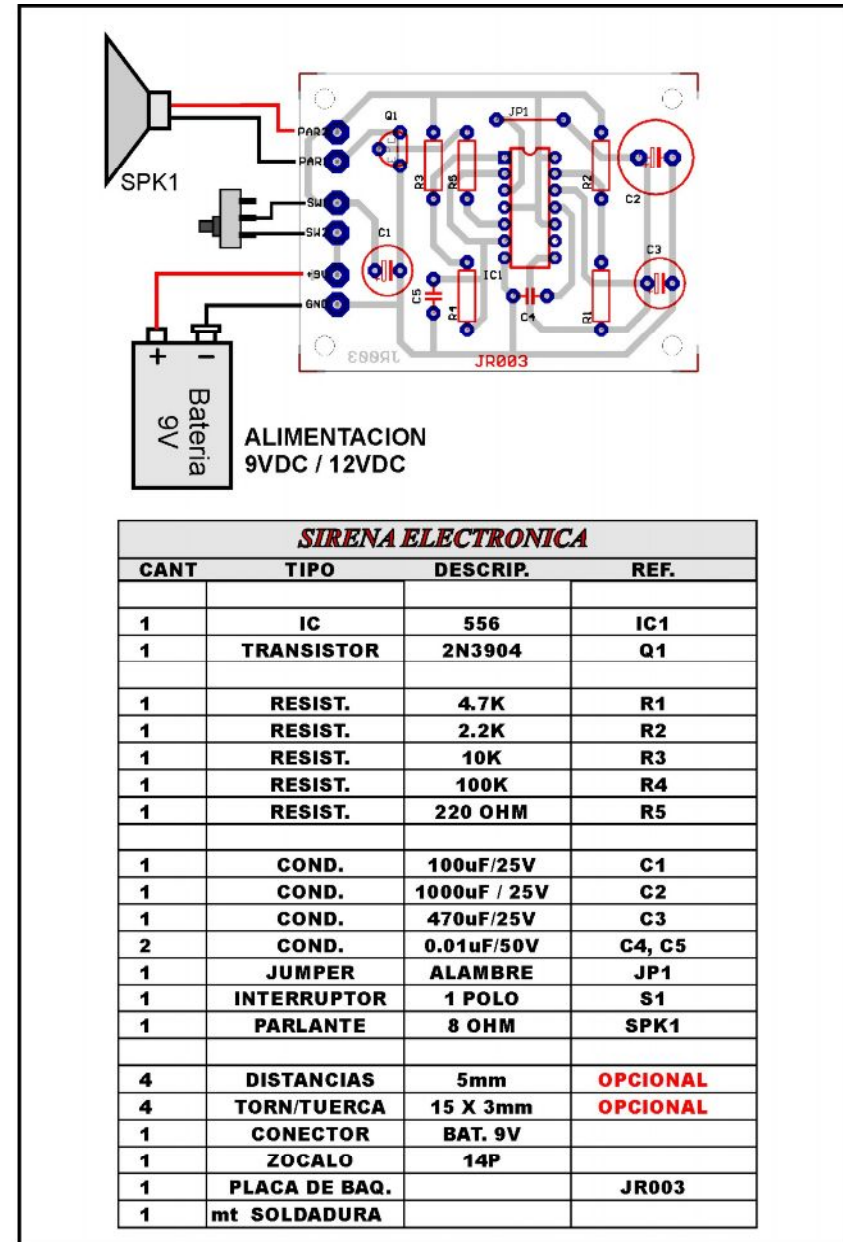 PAR2
Q1
JP1
PAR1
SPK1
R3
R5
R2
C2
SW1
SW2
C1
C3
+9V
IC1
C5
R4
C4
R1
GND
JR003
JR003
+ -
Bateria
9V
ALIMENTACION
9VDC / 12VDC
SIRENA ELECTRONICA
CANT TIPO DESCRIP. REF.
1 IC 556 IC1
1 TRANSISTOR 2N3904 Q1
1 RESIST. 4.7K R1
1 RESIST. 2.2K R2
1 RESIST. 10K R3
1 RESIST. 100K R4
1 RESIST. 220 OHM R5
1 COND. 100uF/25V C1
1 COND. 1000uF / 25V C2
1 COND. 470uF/25V C3
2 COND. 0.01uF/50V C4, C5
1 JUMPER ALAMBRE JP1
1 INTERRUPTOR 1 POLO S1
1 PARLANTE 8 OHM SPK1
4 DISTANCIAS 5mm OPCIONAL
4 TORN/TUERCA 15 X 3mm OPCIONAL
1 CONECTOR BAT. 9V
1 ZOCALO 14P
1 PLACA DE BAQ. JR003
1 mt SOLDADURA